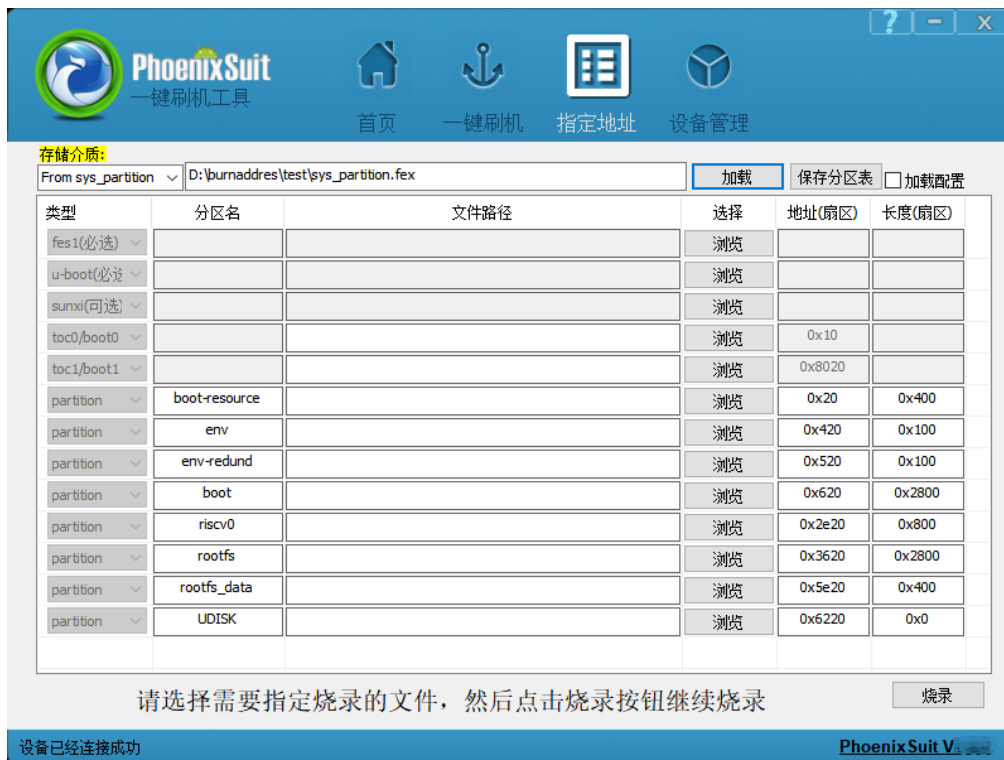 ? - X
PhoenixSuit
一键刷机工具
首页 一键刷机 指定地址 设备管理
存储介质:
From sys_partition D:\burnaddres\test\sys_partition.fex 加载 保存分区表 加载配置
类型 分区名 文件路径 选择 地址(扇区) 长度(扇区)
fes1(必选) 浏览
u-boot(必选 浏览
sunxi(可选) 浏览
toc0/boot0 浏览 0x10
toc1/boot1 浏览 0x8020
partition boot-resource 浏览 0x20 0x400
partition env 浏览 0x420 0x100
partition env-redund 浏览 0x520 0x100
partition boot 浏览 0x620 0x2800
partition riscv0 浏览 0x2e20 0x800
partition rootfs 浏览 0x3620 0x2800
partition rootfs_data 浏览 0x5e20 0x400
partition UDISK 浏览 0x6220 0x0
请选择需要指定烧录的文件，然后点击烧录按钮继续烧录 烧录
设备已经连接成功 PhoenixSuit V